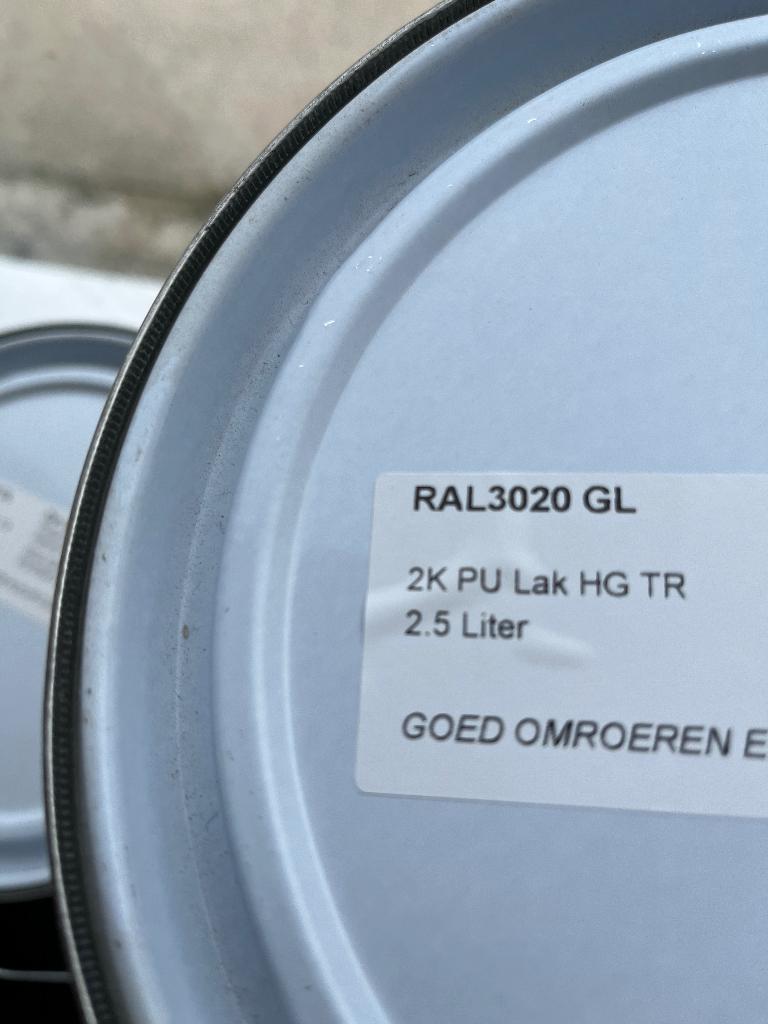 RAL3020 GL
2K PU Lak HG TR
2.5 Liter
GOED OMROEREN E